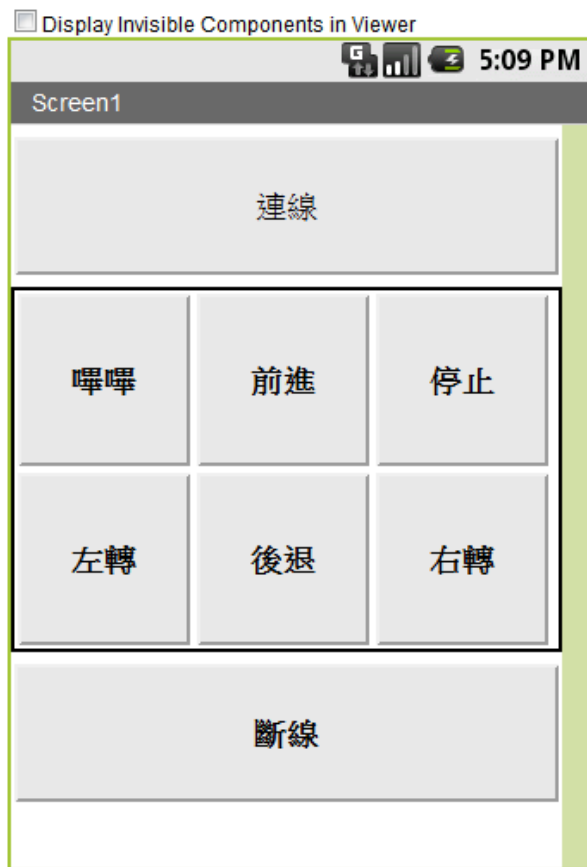 Display Invisible Components in Viewer
5:09 PM
Screen1
連線
嗶嗶 前進 停止
左轉 後退 右轉
斷線